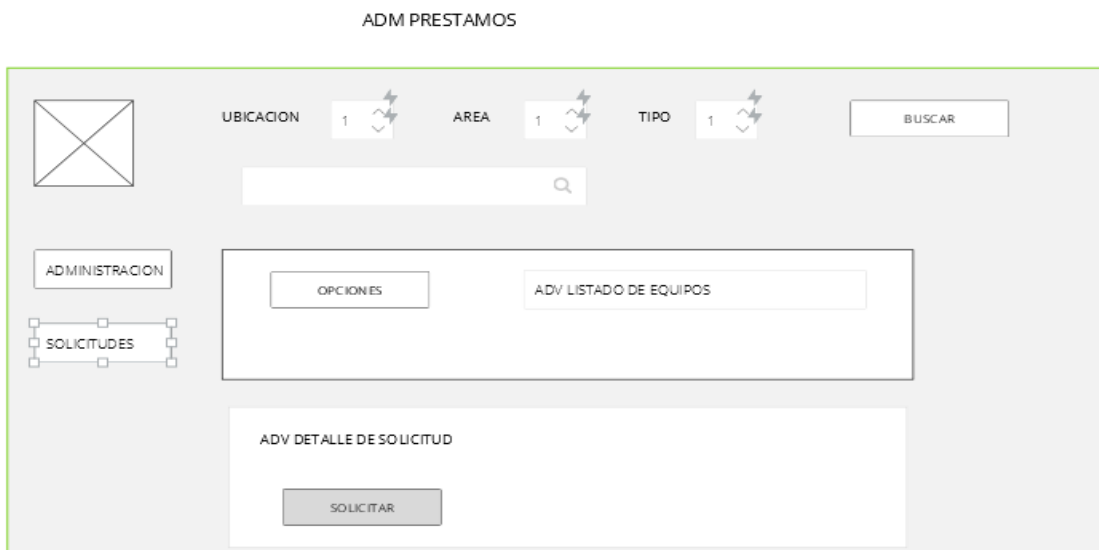 ADM PRESTAMOS
UBICACION 1 AREA 1 TIPO 1 BUSCAR
ADMINISTRACION
OPCIONES ADV LISTADO DE EQUIPOS
SOLICITUDES
ADV DETALLE DE SOLICITUD
SOLICITAR